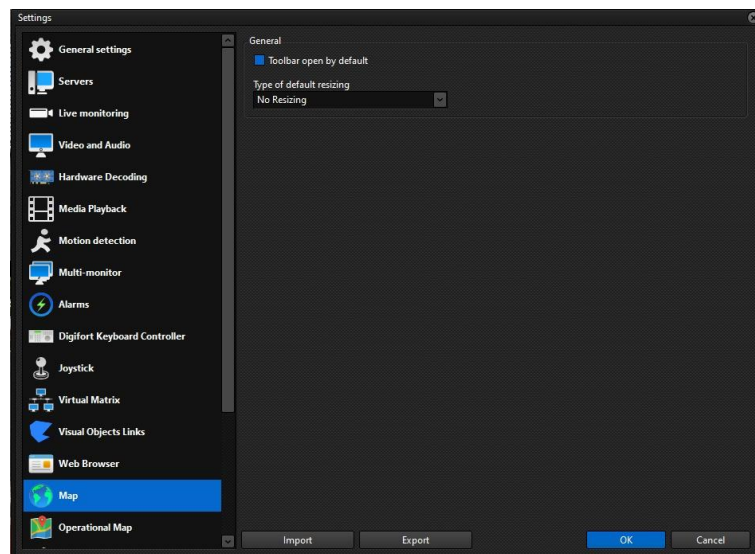 Settings
General settings
Servers
Live monitoring
Video and Audio
Hardware Decoding
Media Playback
Motion detection
Multi-monitor
Alarms
Digifort Keyboard Controller
Joystick
Virtual Matrix
Visual Objects Links
Web Browser
Map
Operational Map
General
Toolbar open by default
Type of default resizing
No Resizing
Import
Export
OK
Cancel